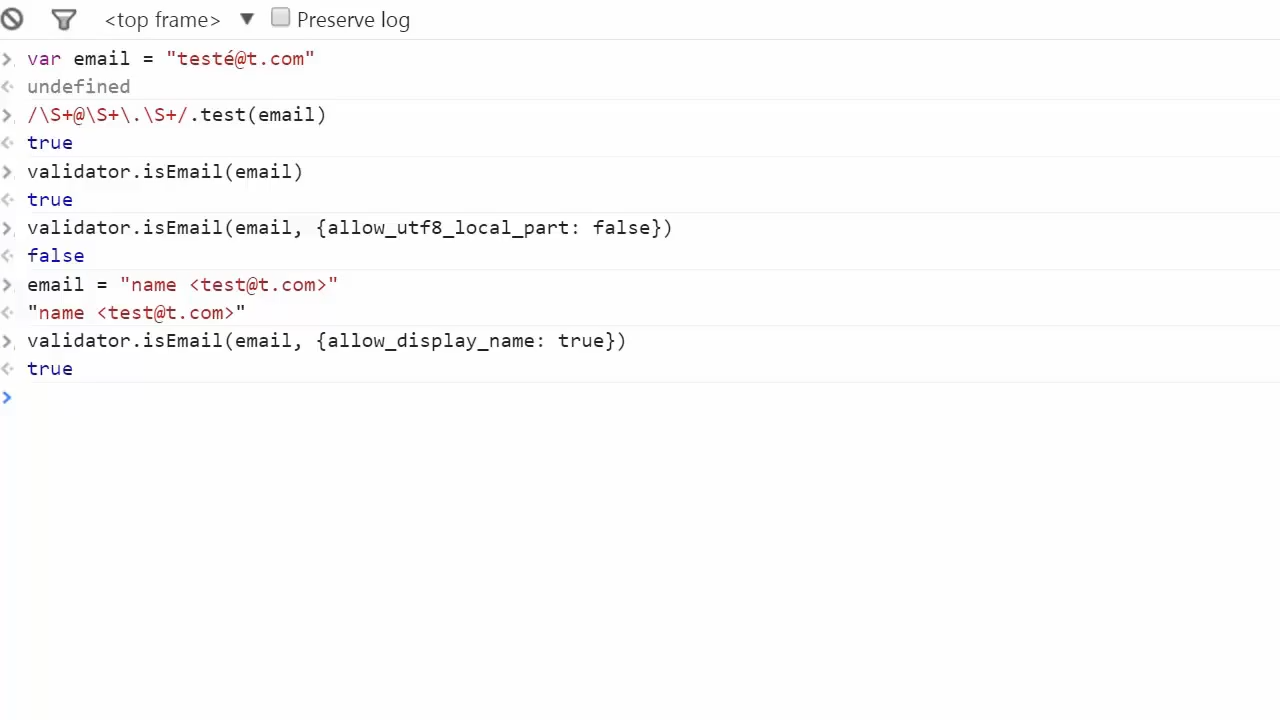 <top frame> ▼ Preserve log
> var email = "testé@t.com"
undefined
> /\S+@\S+\.\S+/.test(email)
true
> validator.isEmail(email)
true
> validator.isEmail(email, {allow_utf8_local_part: false})
false
> email = "name <test@t.com>"
"name <test@t.com>"
> validator.isEmail(email, {allow_display_name: true})
true
>